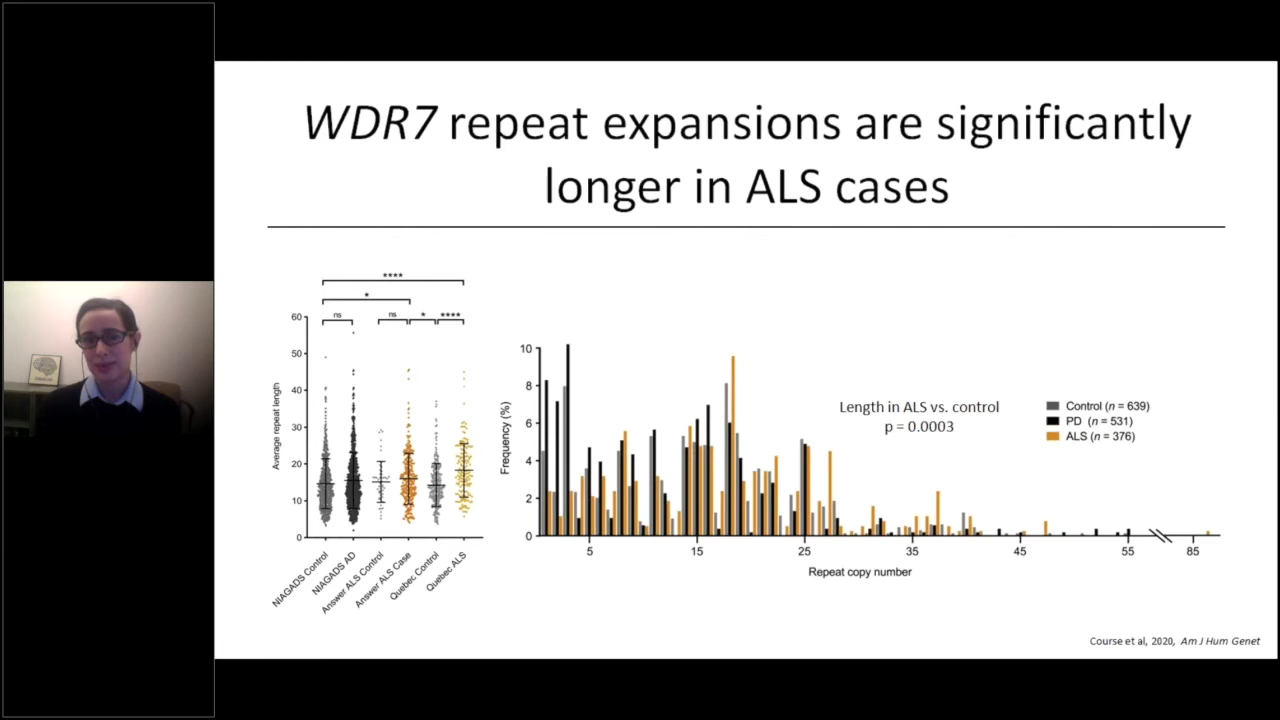 WDR7 repeat expansions are significantly
longer in ALS cases
****
*
ns
ns
*
****
Average repeat length
60
50
40
30
20
10
0
NIAGADS Control
NIAGADS AD
Answer ALS Control
Answer ALS Case
Quebec Control
Quebec ALS
Frequency (%)
10
8
6
4
2
0
5
15
25
35
45
55
85
Repeat copy number
Length in ALS vs. control
p = 0.0003
Control (n = 639)
PD (n = 531)
ALS (n = 376)
Course et al, 2020, Am J Hum Genet